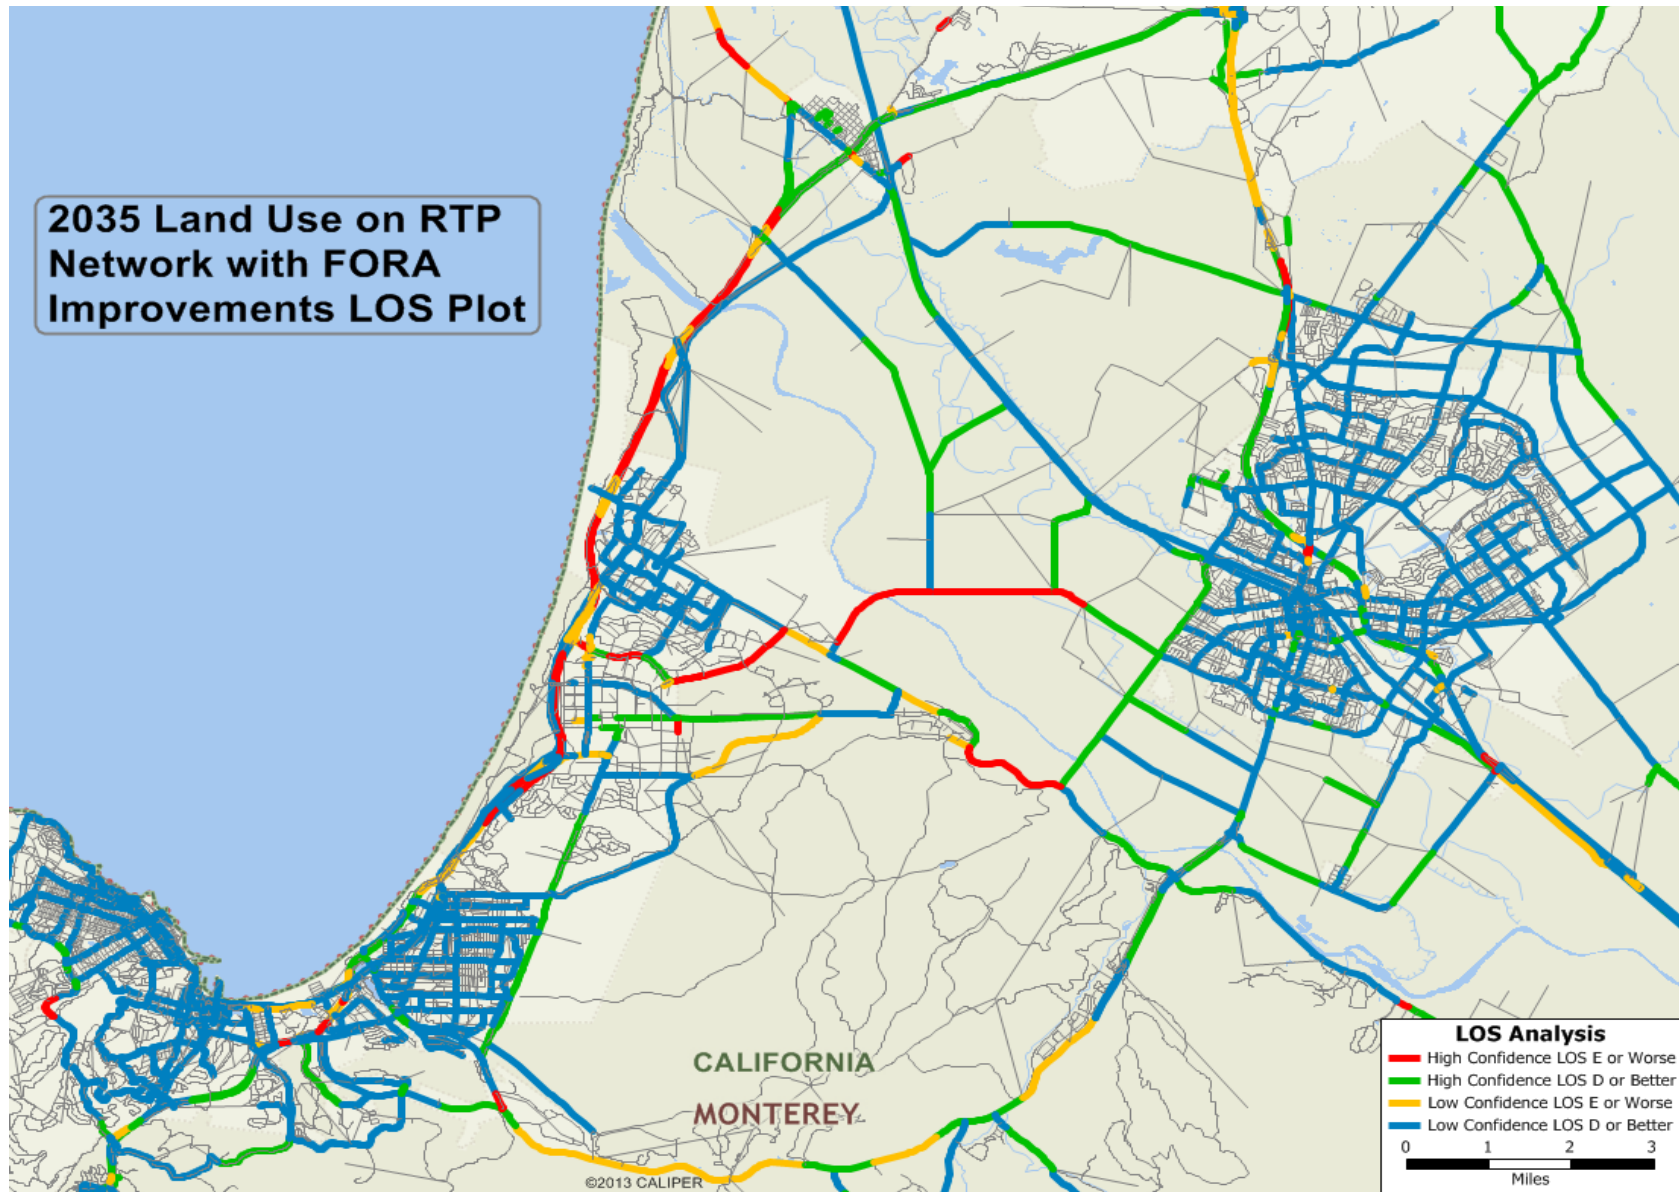 2035 Land Use on RTP
Network with FORA
Improvements LOS Plot
CALIFORNIA
MONTEREY
©2013 CALIPER
LOS Analysis
High Confidence LOS E or Worse
High Confidence LOS D or Better
Low Confidence LOS E or Worse
Low Confidence LOS D or Better
0 1 2 3
Miles